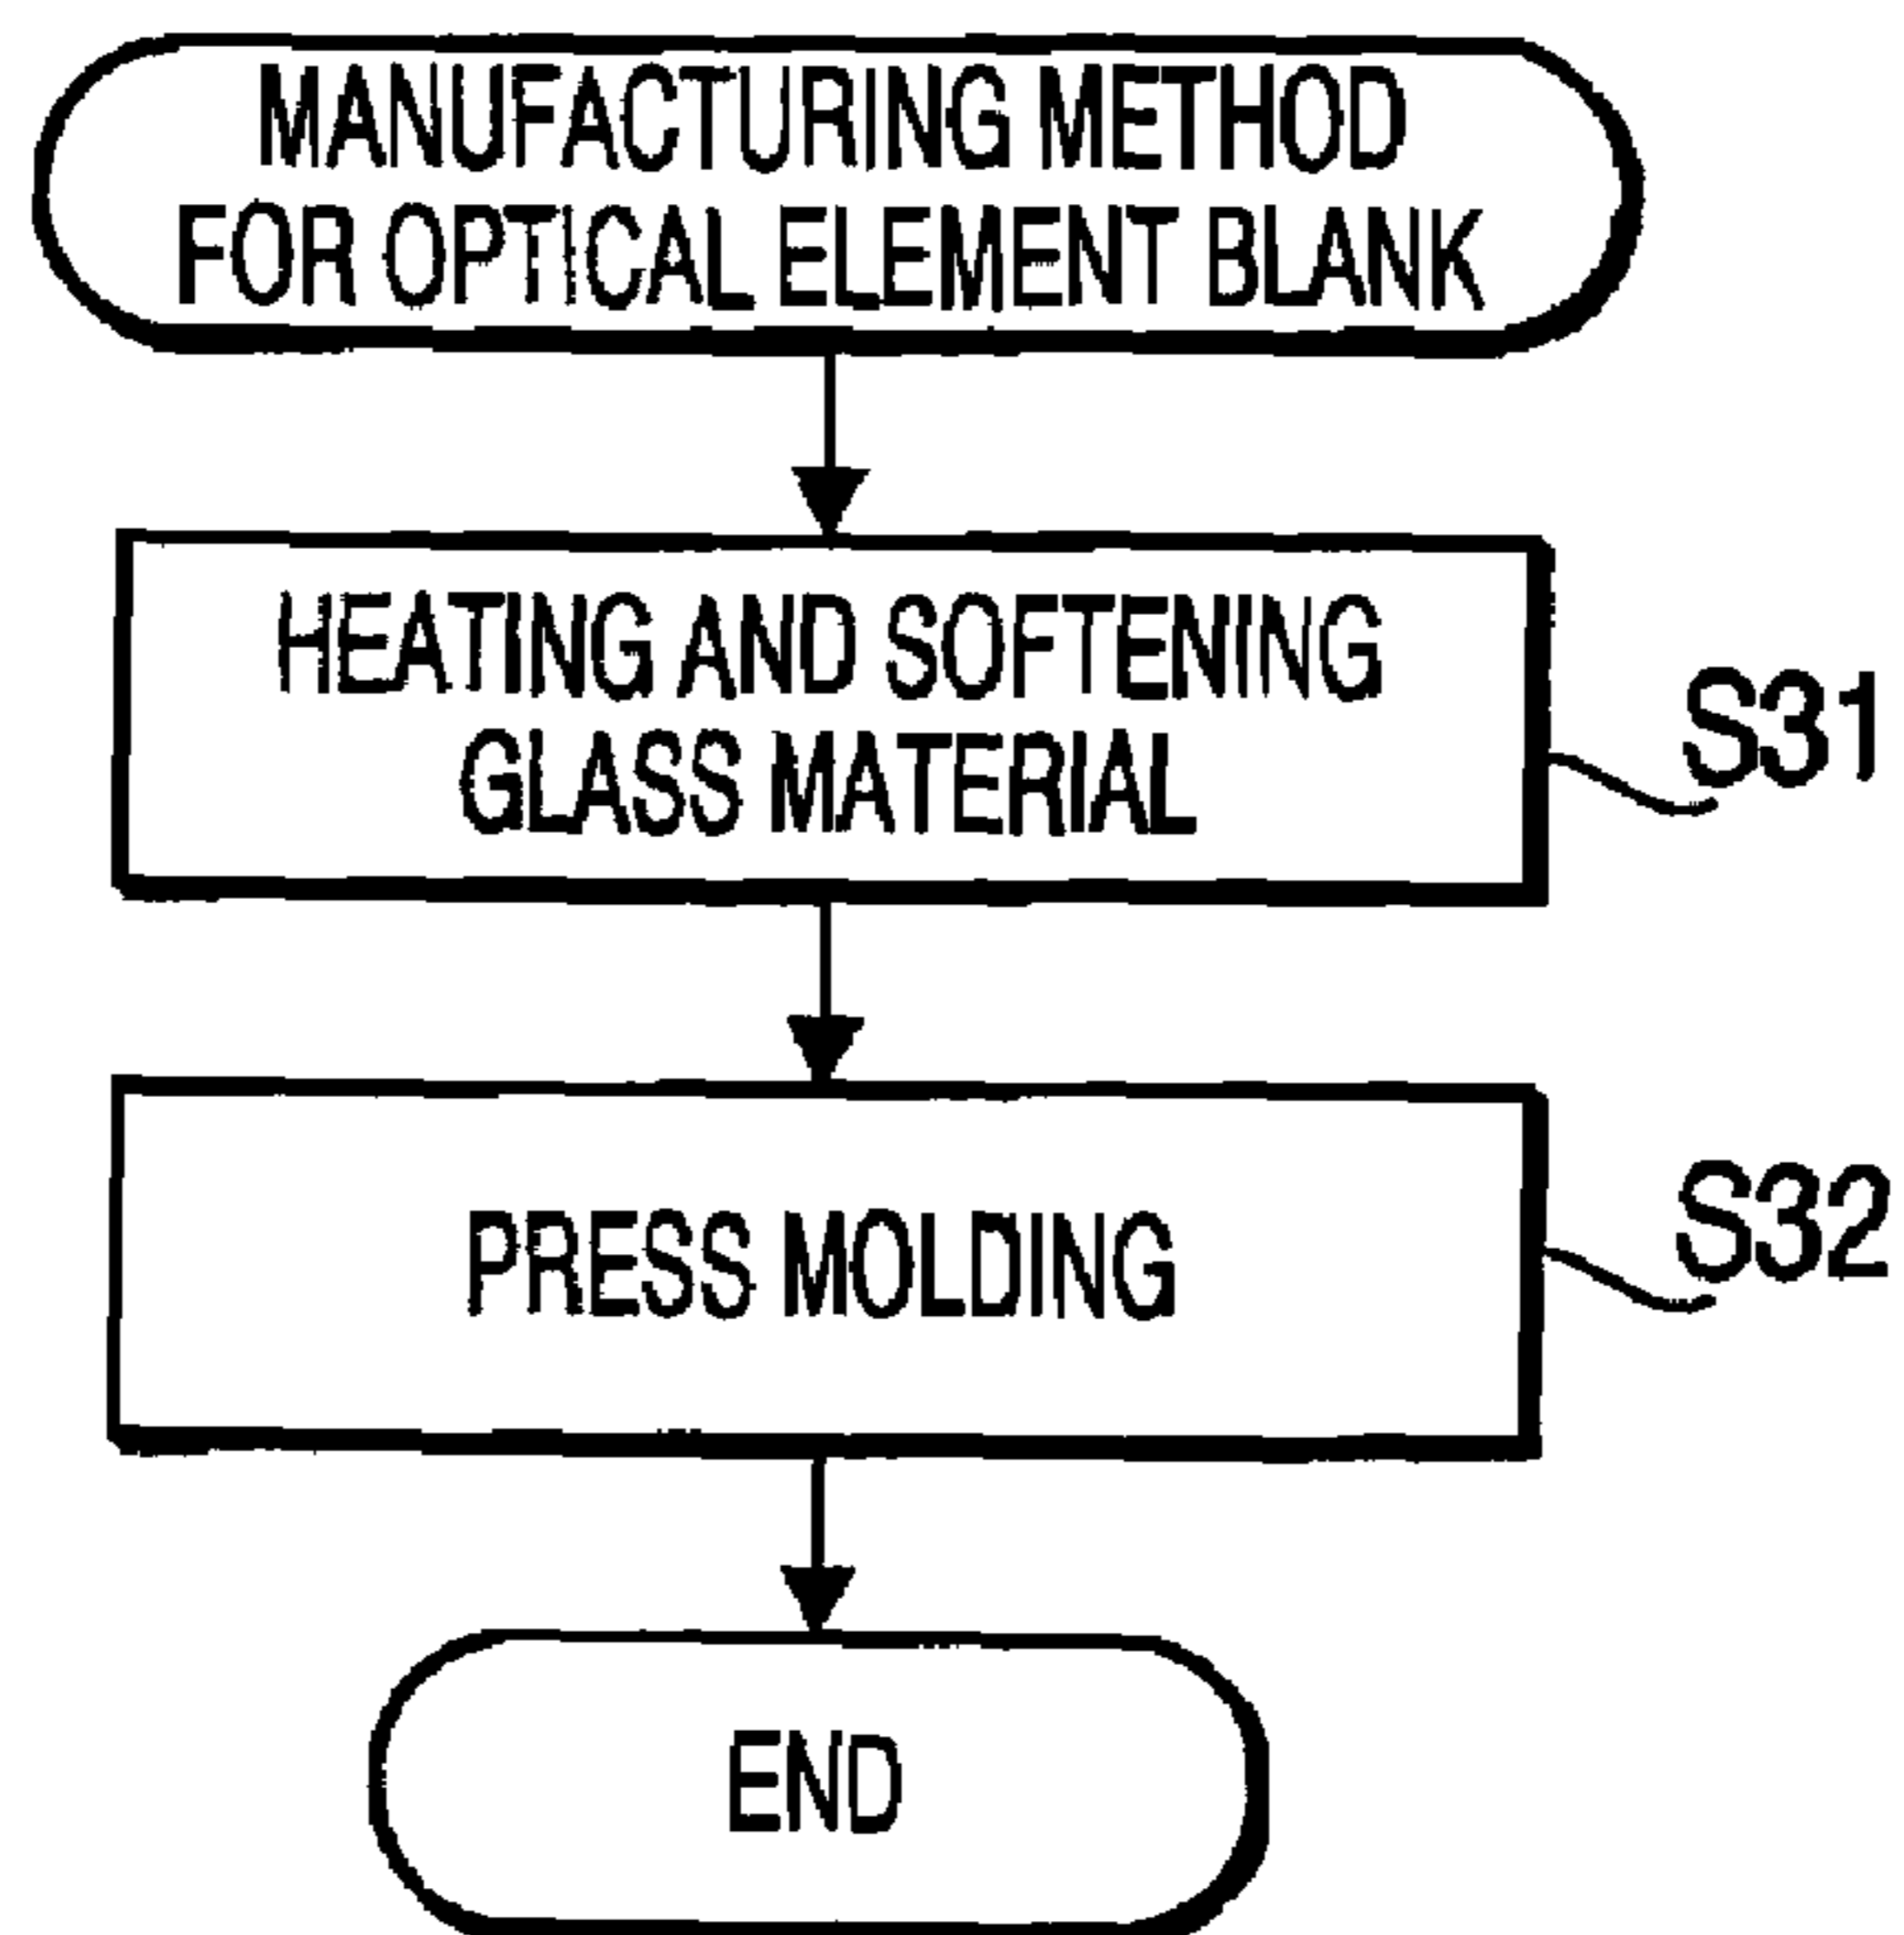 MANUFACTURING METHOD
FOR OPTICAL ELEMENT BLANK
HEATING AND SOFTENING
GLASS MATERIAL
S31
PRESS MOLDING
S32
END